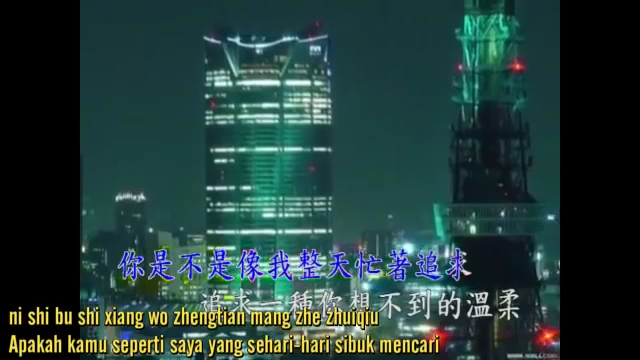 你是不是像我整天忙著追求
追求一種你想不到的溫柔
ni shi bu shi xiang wo zhengtian mang zhe zhuiqiu
Apakah kamu seperti saya yang sehari-hari sibuk mencari